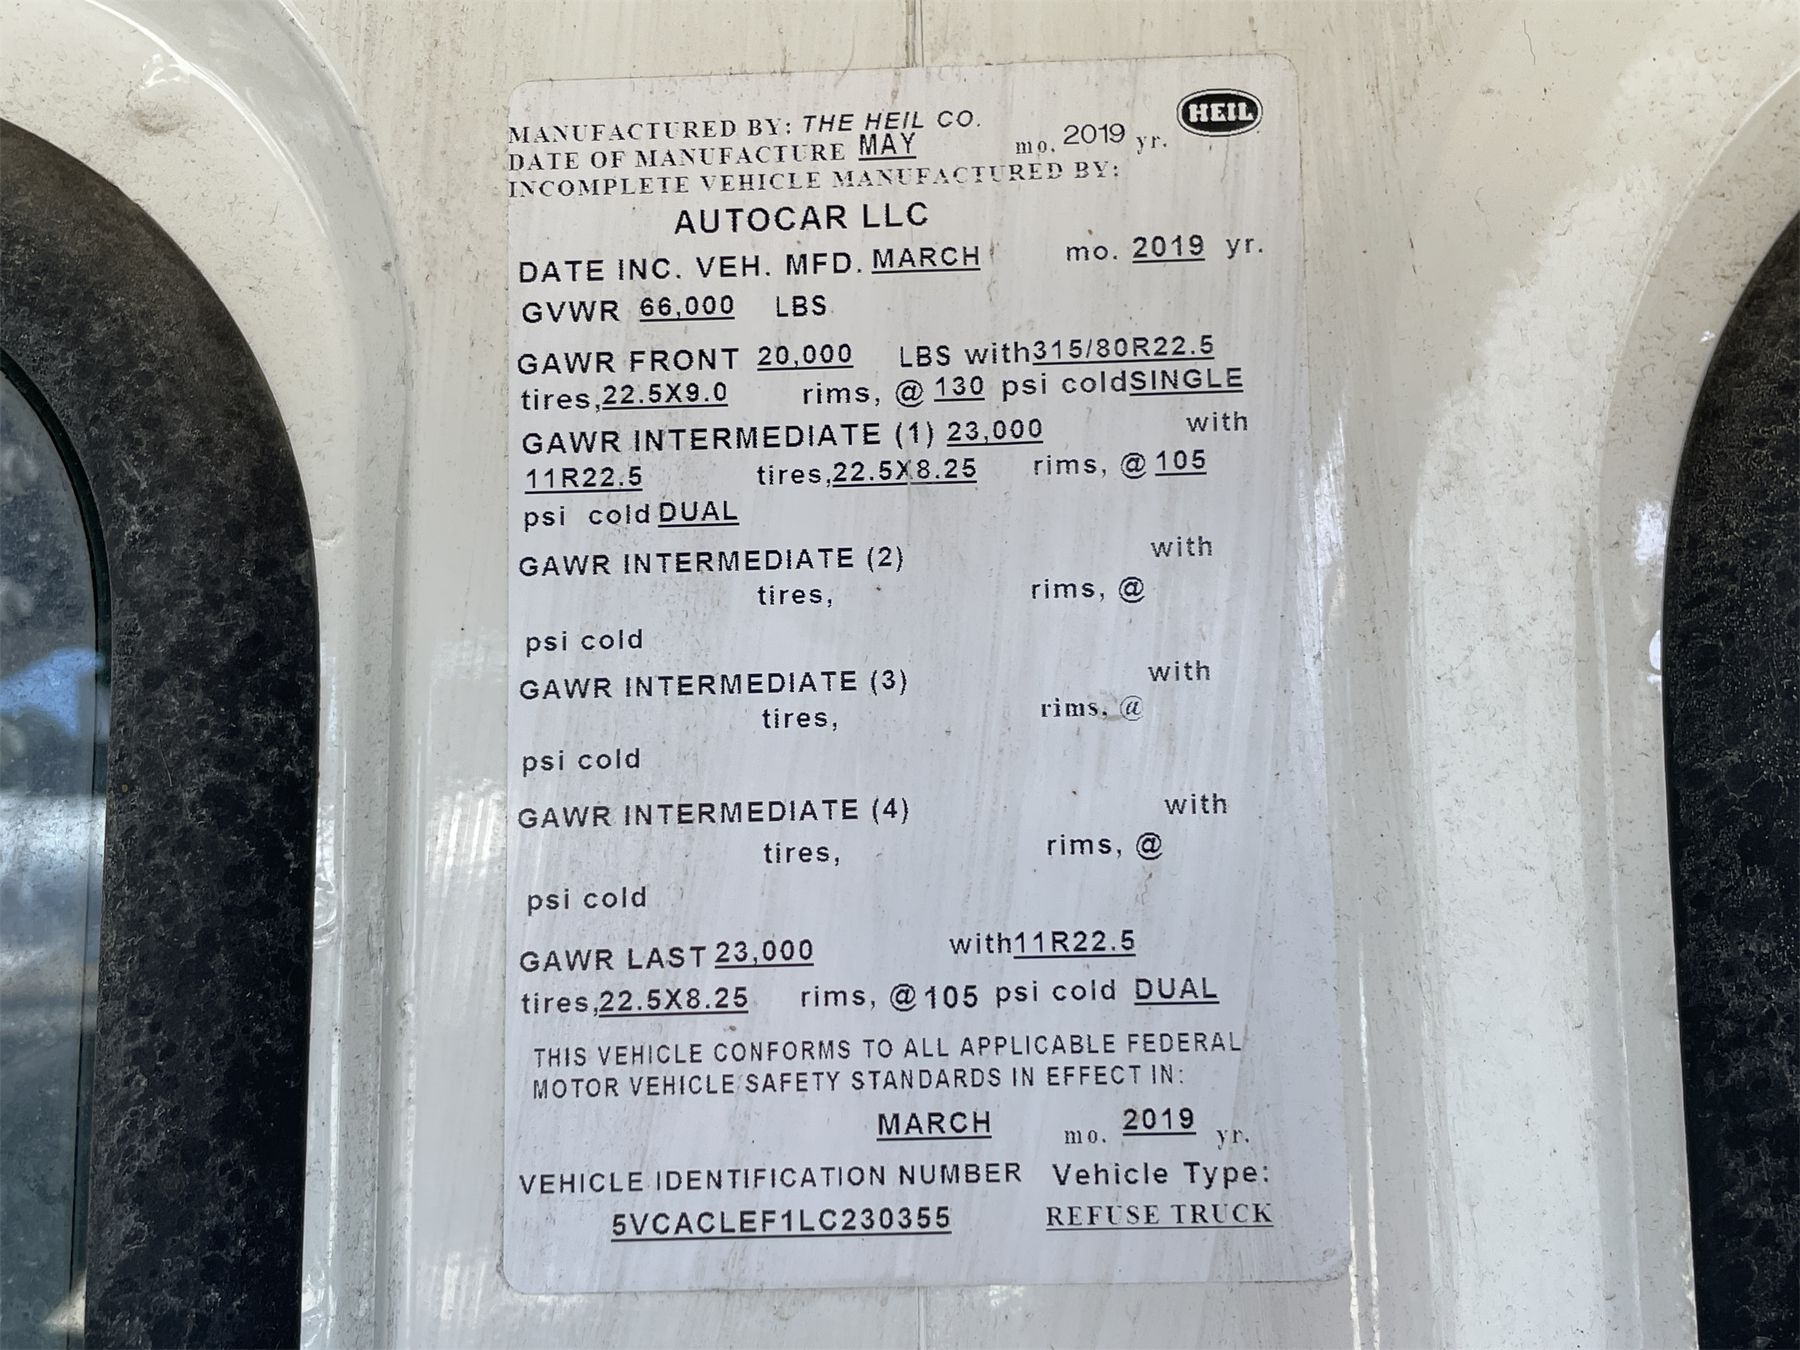 HEIL
MANUFACTURED BY: THE HEIL CO.
DATE OF MANUFACTURE MAY mo. 2019 yr.
INCOMPLETE VEHICLE MANUFACTURED BY:
AUTOCAR LLC
DATE INC. VEH. MFD. MARCH mo. 2019 yr.
GVWR 66,000 LBS
GAWR FRONT 20,000 LBS with 315/80R22.5
tires, 22.5X9.0 rims, @ 130 psi cold SINGLE
GAWR INTERMEDIATE (1) 23,000 with
11R22.5 tires, 22.5X8.25 rims, @ 105
psi cold DUAL
GAWR INTERMEDIATE (2) with
tires, rims, @
psi cold
GAWR INTERMEDIATE (3) with
tires, rims, @
psi cold
GAWR INTERMEDIATE (4) with
tires, rims, @
psi cold
GAWR LAST 23,000 with 11R22.5
tires, 22.5X8.25 rims, @ 105 psi cold DUAL
THIS VEHICLE CONFORMS TO ALL APPLICABLE FEDERAL
MOTOR VEHICLE SAFETY STANDARDS IN EFFECT IN:
MARCH mo. 2019 yr.
VEHICLE IDENTIFICATION NUMBER Vehicle Type:
5VCACLEF1LC230355 REFUSE TRUCK